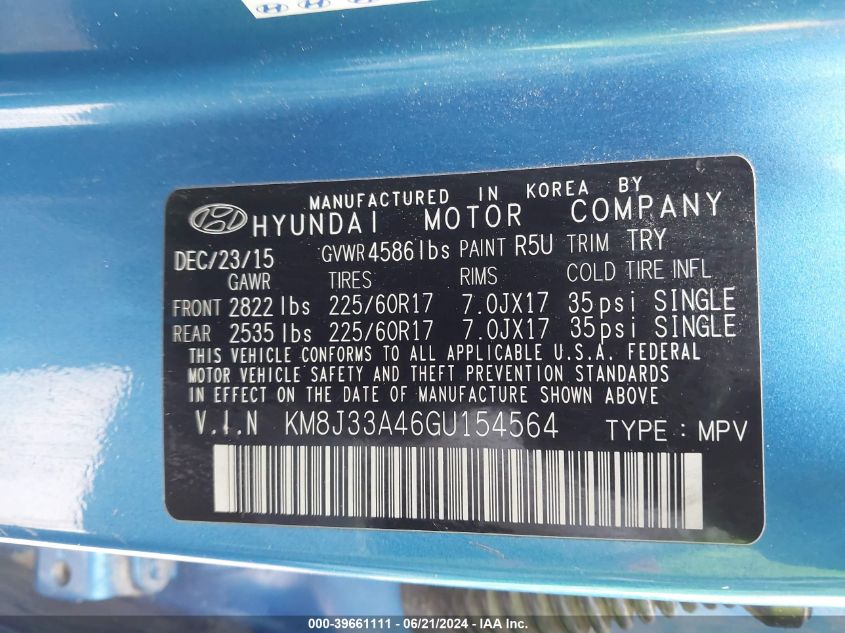 MANUFACTURED IN KOREA BY
HYUNDAI MOTOR COMPANY
DEC/23/15 GVWR 4586lbs PAINT R5U TRIM TRY
GAWR TIRES RIMS COLD TIRE INFL
FRONT 2822 lbs 225/60R17 7.0JX17 35psi SINGLE
REAR 2535 lbs 225/60R17 7.0JX17 35psi SINGLE
THIS VEHICLE CONFORMS TO ALL APPLICABLE U.S.A. FEDERAL
MOTOR VEHICLE SAFETY AND THEFT PREVENTION STANDARDS
IN EFFECT ON THE DATE OF MANUFACTURE SHOWN ABOVE.
V.I.N KM8J33A46GU154564 TYPE : MPV
000-39661111 - 06/21/2024 - IAA